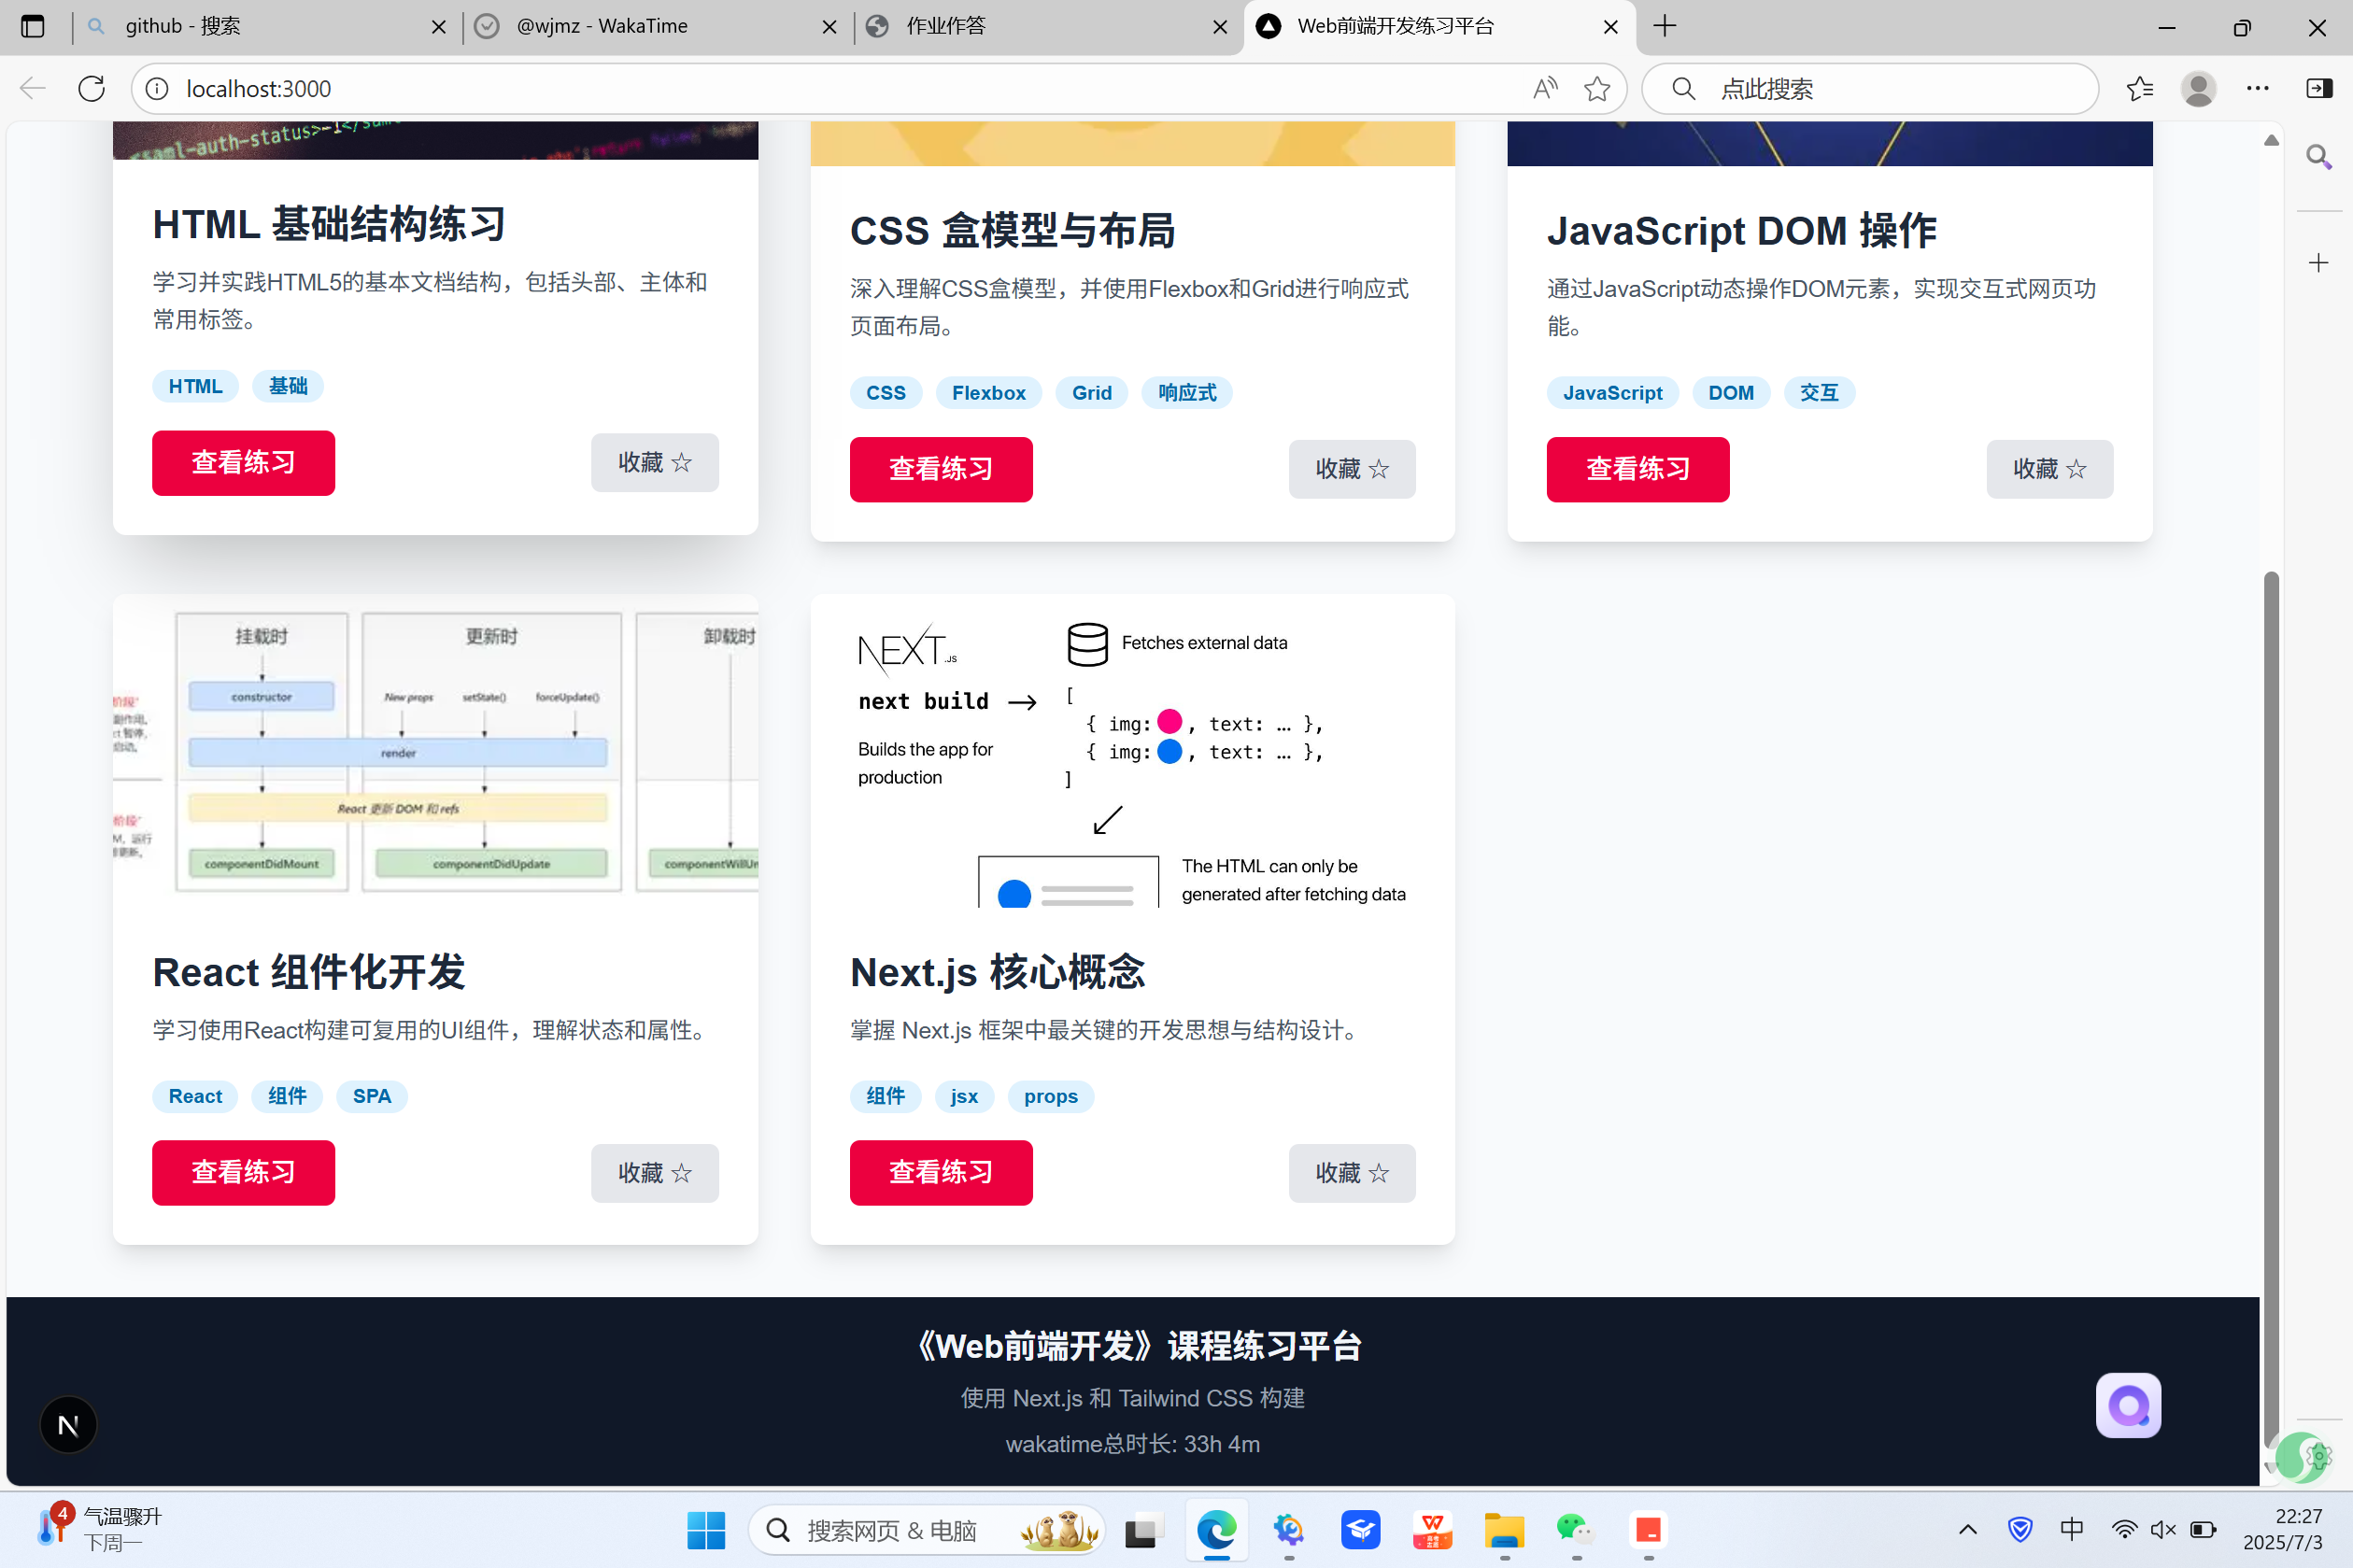 github - 搜索
@wjmz - WakaTime
作业作答
Web前端开发练习平台
localhost:3000
点此搜索
saml-auth-status>
HTML 基础结构练习
学习并实践HTML5的基本文档结构，包括头部、主体和
常用标签。
HTML 基础
查看练习 收藏 ☆
CSS 盒模型与布局
深入理解CSS盒模型，并使用Flexbox和Grid进行响应式
页面布局。
CSS Flexbox Grid 响应式
查看练习 收藏 ☆
JavaScript DOM 操作
通过JavaScript动态操作DOM元素，实现交互式网页功
能。
JavaScript DOM 交互
查看练习 收藏 ☆
挂载时 更新时 卸载时
constructor New props setState() forceUpdate()
render
React 更新 DOM 和 refs
componentDidMount componentDidUpdate componentWillUn
React 组件化开发
学习使用React构建可复用的UI组件，理解状态和属性。
React 组件 SPA
查看练习 收藏 ☆
NEXT.JS
Fetches external data
next build
[
{ img: , text: … },
{ img: , text: … },
]
Builds the app for
production
The HTML can only be
generated after fetching data
Next.js 核心概念
掌握 Next.js 框架中最关键的开发思想与结构设计。
组件 jsx props
查看练习 收藏 ☆
《Web前端开发》课程练习平台
使用 Next.js 和 Tailwind CSS 构建
wakatime总时长: 33h 4m
N
4
气温骤升
下周一
搜索网页 & 电脑
中
22:27
2025/7/3